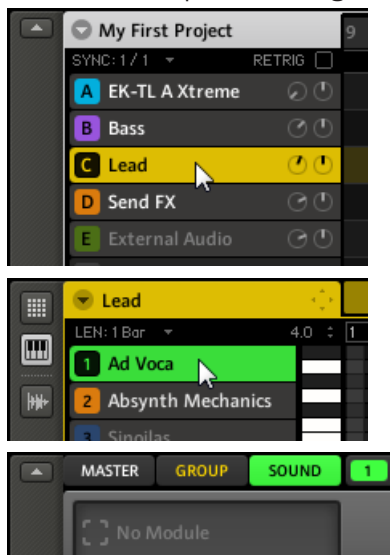 My First Project
9
SYNC: 1 / 1 RETRIG
A EK-TL A Xtreme
B Bass
C Lead
D Send FX
E External Audio
Lead
LEN: 1 Bar 4.0 1
1 Ad Voca
2 Absynth Mechanics
3 Sinoilas
MASTER GROUP SOUND 1
No Module